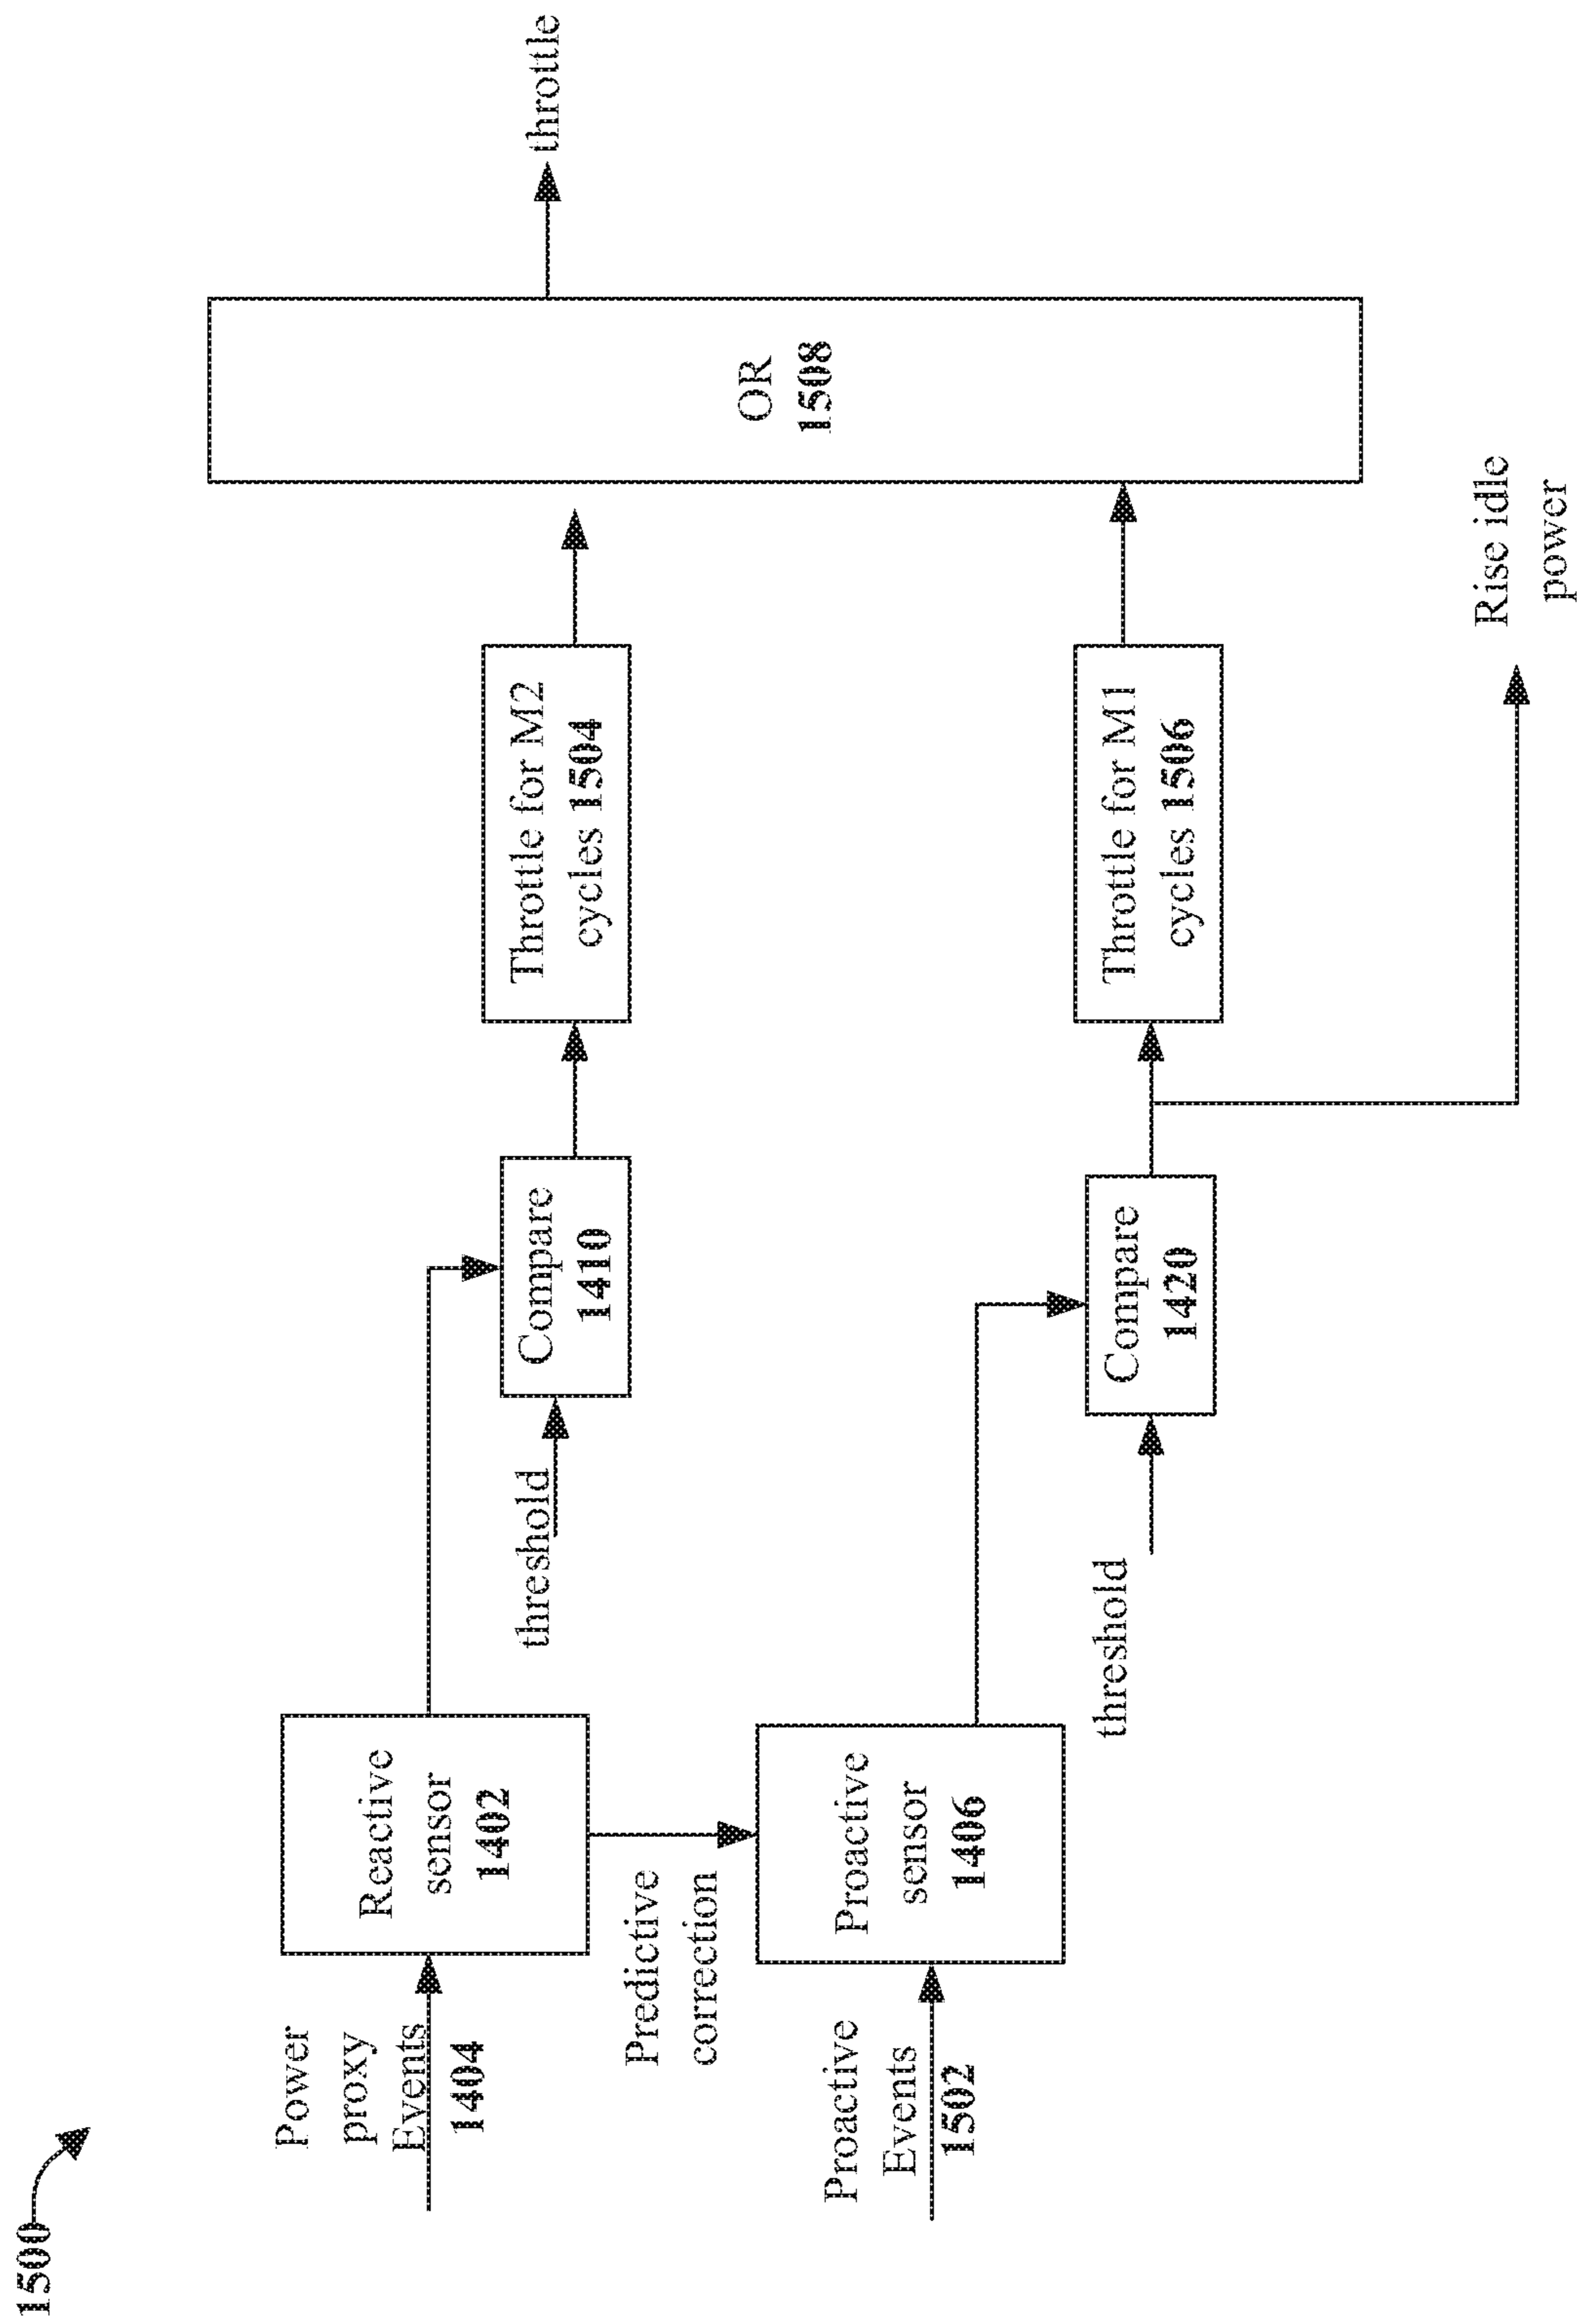 1500
Power
proxy
Events
1404
Reactive
sensor
1402
threshold
Compare
1410
Throttle for M2
cycles 1504
OR
1508
throttle
Predictive
correction
Proactive
Events
1502
Proactive
sensor
1406
threshold
Compare
1420
Throttle for M1
cycles 1506
Rise idle
power